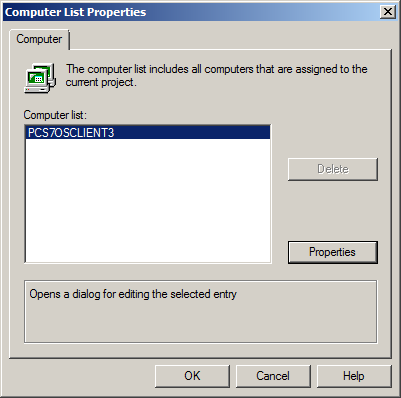 Computer List Properties
Computer
The computer list includes all computers that are assigned to the
current project.
Computer list:
PCS7OSCLIENT3
Delete
Properties
Opens a dialog for editing the selected entry
OK
Cancel
Help